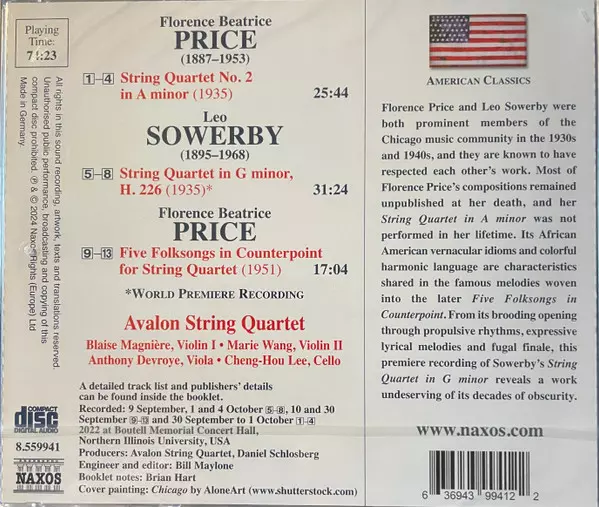 Playing
Time:
74:23
All rights in this sound recording, artwork, texts and translations reserved.
Unauthorised public performance, broadcasting and copying of this
compact disc prohibited. ℗ & © 2024 Naxos Rights (Europe) Ltd
Made in Germany
Florence Beatrice
PRICE
(1887–1953)
1–4 String Quartet No. 2
in A minor (1935) 25:44
Leo
SOWERBY
(1895–1968)
5–8 String Quartet in G minor,
H. 226 (1935)* 31:24
Florence Beatrice
PRICE
9–13 Five Folksongs in Counterpoint
for String Quartet (1951) 17:04
*WORLD PREMIERE RECORDING
Avalon String Quartet
Blaise Magnière, Violin I • Marie Wang, Violin II
Anthony Devroye, Viola • Cheng-Hou Lee, Cello
COMPACT
disc
DIGITAL AUDIO
8.559941
NAXOS
A detailed track list and publishers' details
can be found inside the booklet.
Recorded: 9 September, 1 and 4 October 5–8, 10 and 30
September 9–13 and 30 September to 1 October 1–4
2022 at Boutell Memorial Concert Hall,
Northern Illinois University, USA
Producers: Avalon String Quartet, Daniel Schlosberg
Engineer and editor: Bill Maylone
Booklet notes: Brian Hart
Cover painting: Chicago by AloneArt (www.shutterstock.com)
AMERICAN CLASSICS
Florence Price and Leo Sowerby were
both prominent members of the
Chicago music community in the 1930s
and 1940s, and they are known to have
respected each other's work. Most of
Florence Price's compositions remained
unpublished at her death, and her
String Quartet in A minor was not
performed in her lifetime. Its African
American vernacular idioms and colorful
harmonic language are characteristics
shared in the famous melodies woven
into the later Five Folksongs in
Counterpoint. From its brooding opening
through propulsive rhythms, expressive
lyrical melodies and fugal finale, this
premiere recording of Sowerby's String
Quartet in G minor reveals a work
undeserving of its decades of obscurity.
www.naxos.com
6 36943 99412 2